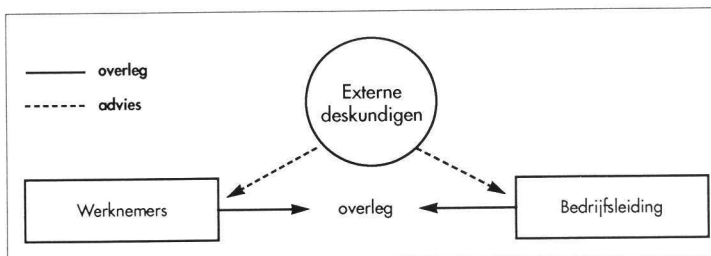 overleg
advies
Externe
deskundigen
Werknemers
overleg
Bedrijfsleiding